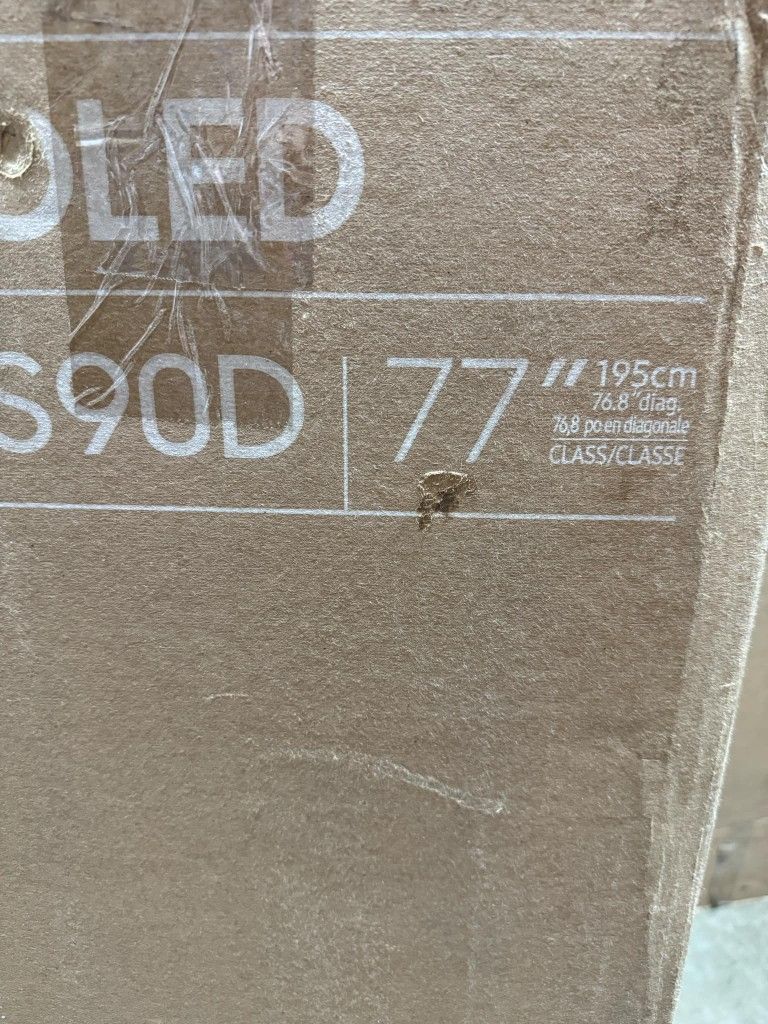 OLED
S90D 77" 195cm
76.8" diag.
76,8 po en diagonale
CLASS/CLASSE